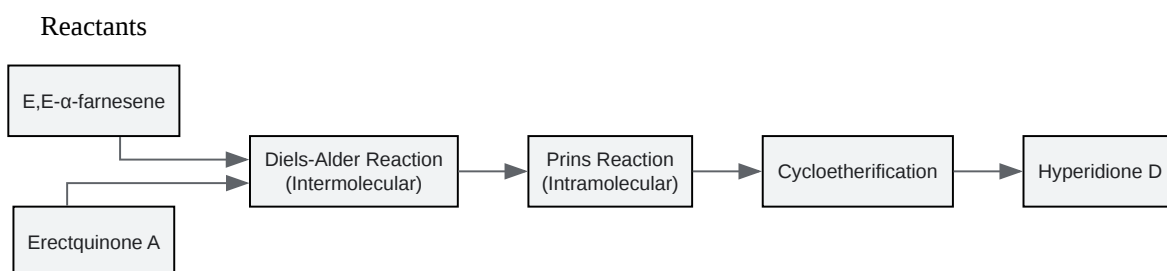 Reactants
E,E-α-farnesene
Erectquinone A
Diels-Alder Reaction
(Intermolecular)
Prins Reaction
(Intramolecular)
Cycloetherification
Hyperidione D